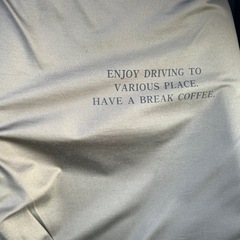 ENJOY DRIVING TO
VARIOUS PLACE.
HAVE A BREAK COFFEE.